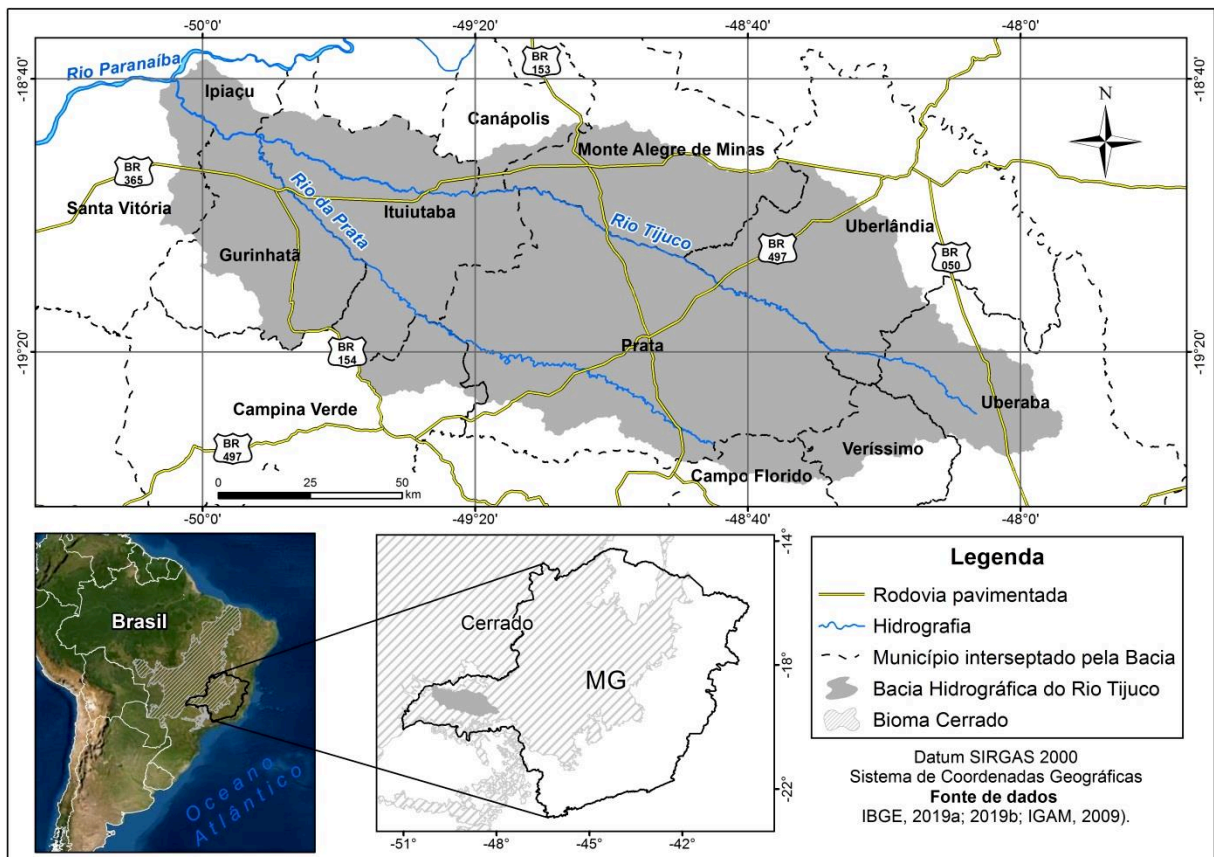 -50°0'
-49°20'
-48°40'
-48°0'
Rio Paranaíba
-18°40'
-18°40'
BR
153
Ipiaçu
Canápolis
N
Monte Alegre de Minas
BR
365
Rio da Prata
Santa Vitória
Ituiutaba
Rio Tijuco
Uberlândia
Gurinhatã
BR
497
BR
050
-19°20'
-19°20'
BR
154
Prata
Campina Verde
Uberaba
BR
497
Veríssimo
Campo Florido
0
25
50
km
-50°0'
-49°20'
-48°40'
-48°0'
Brasil
Oceano
Atlântico
Cerrado
MG
-14°
-18°
-22°
-51°
-48°
-45°
-42°
Legenda
Rodovia pavimentada
Hidrografia
Município interseptado pela Bacia
Bacia Hidrográfica do Rio Tijuco
Bioma Cerrado
Datum SIRGAS 2000
Sistema de Coordenadas Geográficas
Fonte de dados
IBGE, 2019a; 2019b; IGAM, 2009).